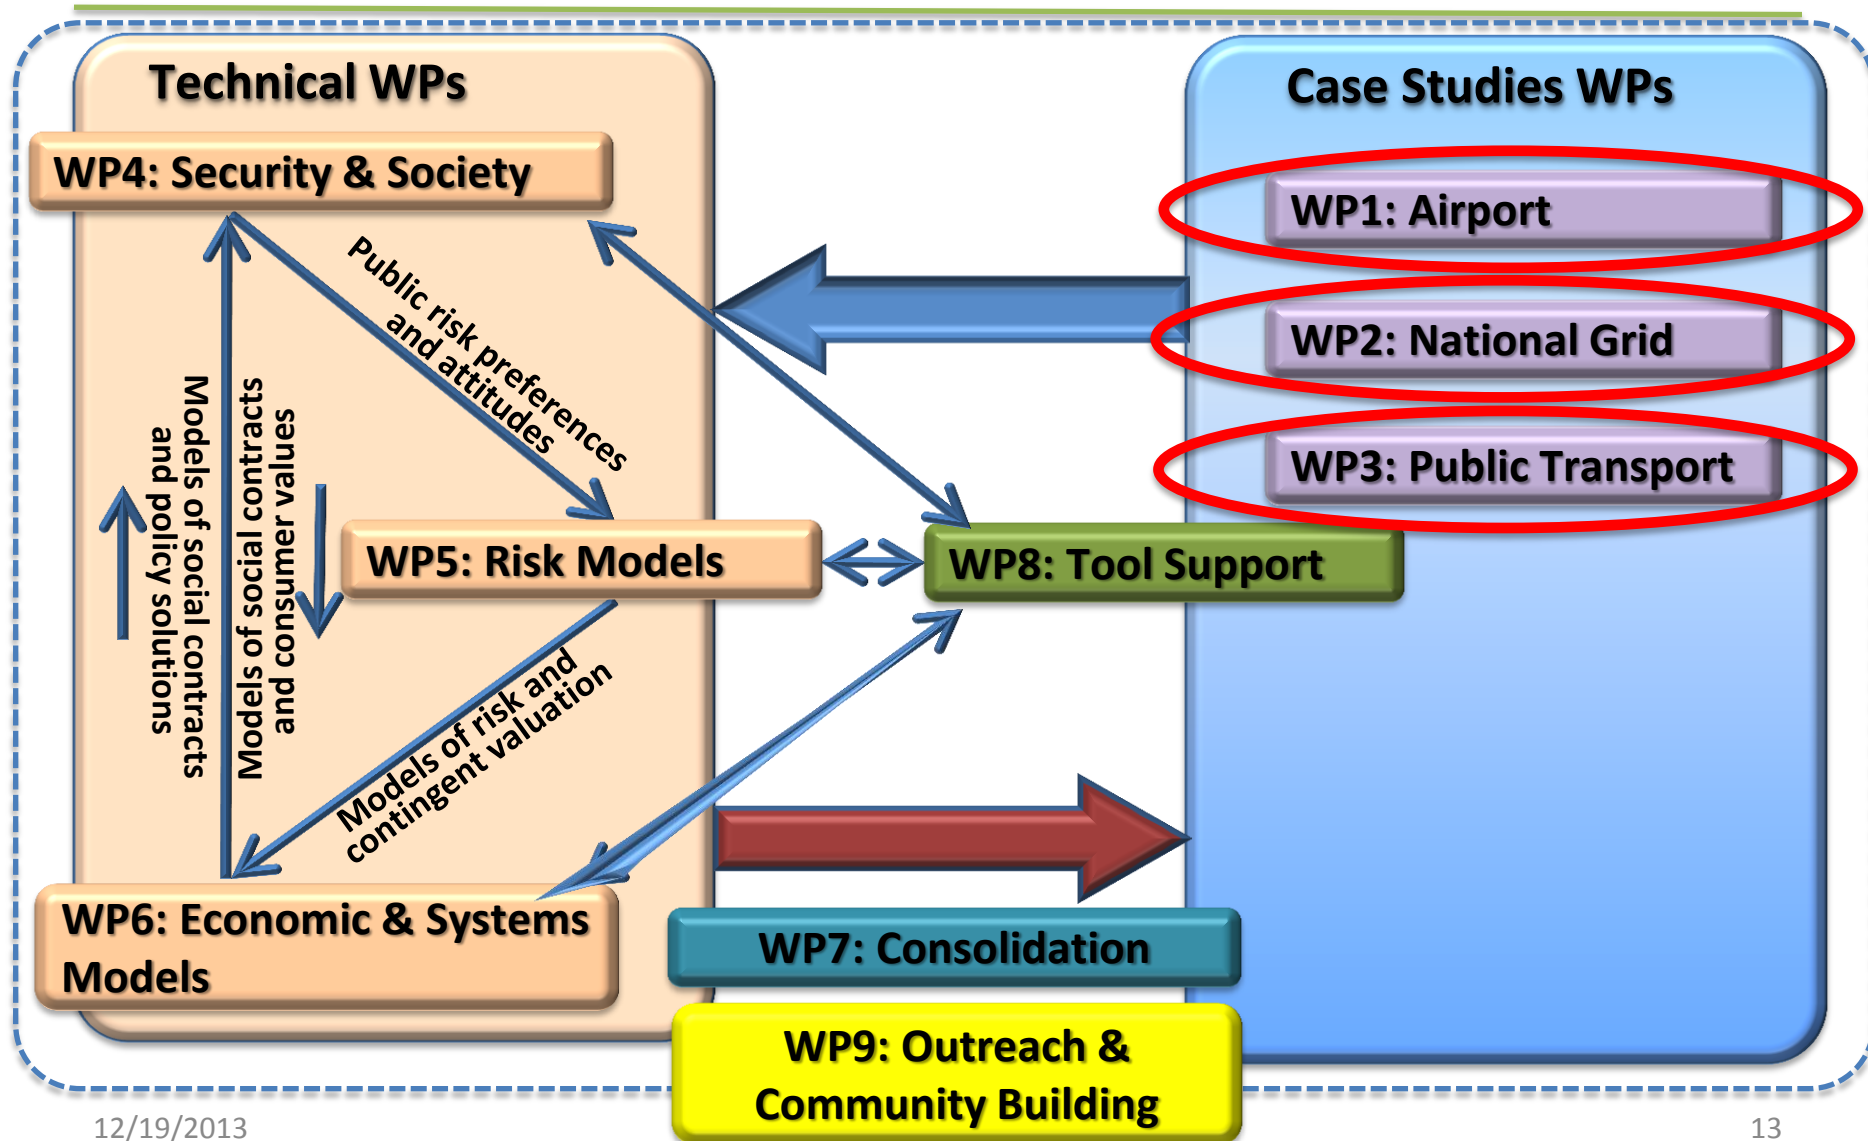 Technical WPs
Case Studies WPs
WP4: Security & Society
WP1: Airport
WP2: National Grid
WP3: Public Transport
Public risk preferences
and attitudes
Models of social contracts
and policy solutions
Models of social contracts
and consumer values
WP5: Risk Models
WP8: Tool Support
Models of risk and
contingent valuation
WP6: Economic & Systems
Models
WP7: Consolidation
WP9: Outreach &
Community Building
12/19/2013
13